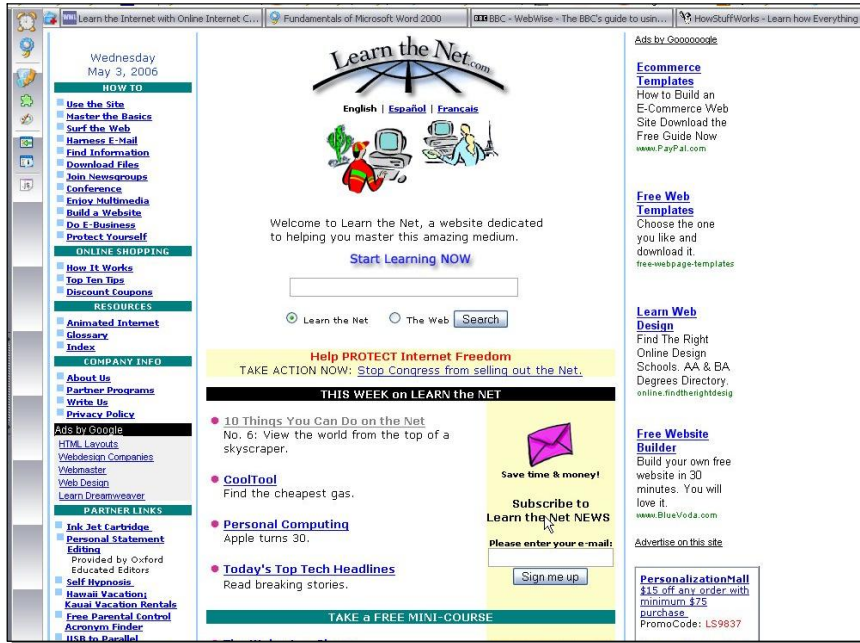 Learn the Internet with Online Internet C...
Fundamentals of Microsoft Word 2000
BBC - WebWise - The BBC's guide to usin...
HowStuffWorks - Learn how Everything
Wednesday
May 3, 2006
HOW TO
Use the Site
Master the Basics
Surf the Web
Harness E-Mail
Find Information
Download Files
Join Newsgroups
Conference
Enjoy Multimedia
Build a Website
Do E-Business
Protect Yourself
ONLINE SHOPPING
How It Works
Top Ten Tips
Discount Coupons
RESOURCES
Animated Internet
Glossary
Index
COMPANY INFO
About Us
Partner Programs
Write Us
Privacy Policy
Ads by Google
HTML Layouts
Webdesign Companies
Webmaster
Web Design
Learn Dreamweaver
PARTNER LINKS
Ink Jet Cartridge
Personal Statement
Editing
Provided by Oxford
Educated Editors
Self Hypnosis
Hawaii Vacation;
Kauai Vacation Rentals
Free Parental Control
Acronym Finder
USB to Parallel
Learn the Net.com
English | Español | Français
Welcome to Learn the Net, a website dedicated
to helping you master this amazing medium.
Start Learning NOW
Learn the Net The Web Search
Help PROTECT Internet Freedom
TAKE ACTION NOW: Stop Congress from selling out the Net.
THIS WEEK on LEARN the NET
10 Things You Can Do on the Net
No. 6: View the world from the top of a
skyscraper.
CoolTool
Find the cheapest gas.
Personal Computing
Apple turns 30.
Today's Top Tech Headlines
Read breaking stories.
Save time & money!
Subscribe to
Learn the Net NEWS
Please enter your e-mail:
Sign me up
TAKE a FREE MINI-COURSE
Ads by Goooooogle
Ecommerce
Templates
How to Build an
E-Commerce Web
Site Download the
Free Guide Now
www.PayPal.com
Free Web
Templates
Choose the one
you like and
download it.
free-webpage-templates
Learn Web
Design
Find The Right
Online Design
Schools. AA & BA
Degrees Directory.
online.findtherightdesig
Free Website
Builder
Build your own free
website in 30
minutes. You will
love it.
www.BlueVoda.com
Advertise on this site
PersonalizationMall
$15 off any order with
minimum $75
purchase
PromoCode: LS9837